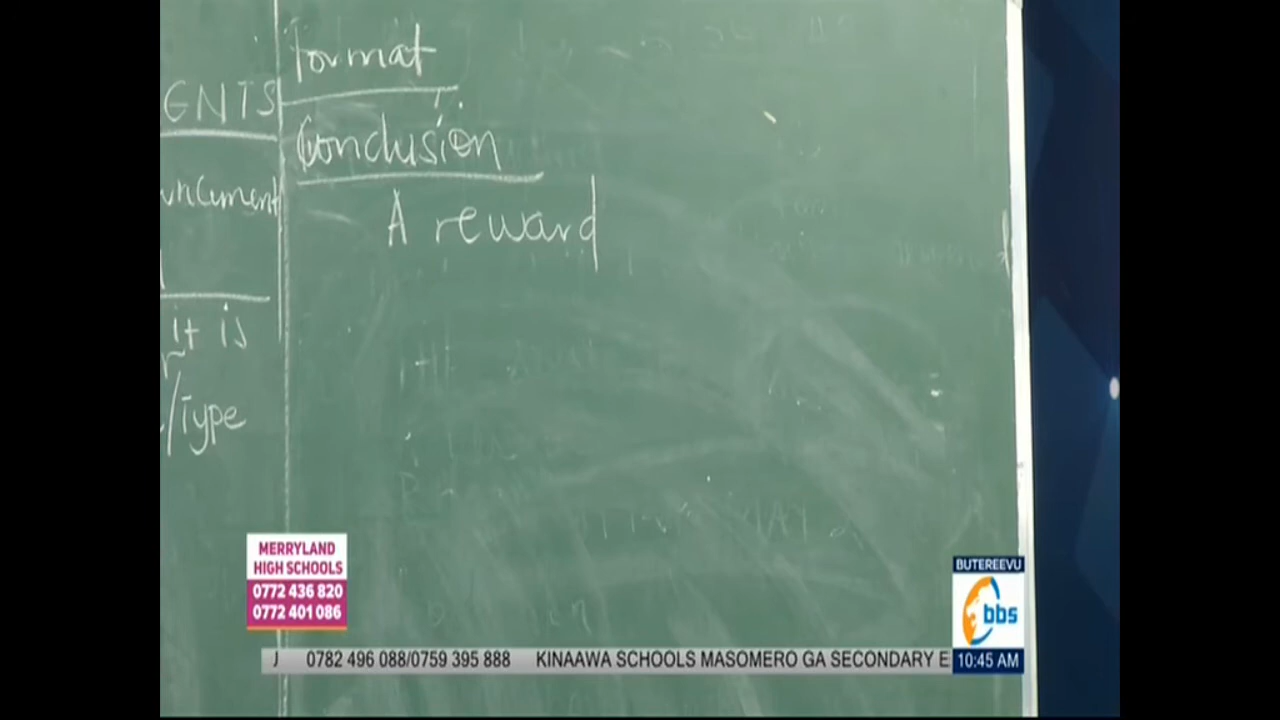 GNTS
it is
/Type
format
Conclusion
A reward
MERRYLAND
HIGH SCHOOLS
0772 436 820
0772 401 086
BUTEREEVU
bbs
10:45 AM
0782 496 088/0759 395 888 KINAAWA SCHOOLS MASOMERO GA SECONDARY E